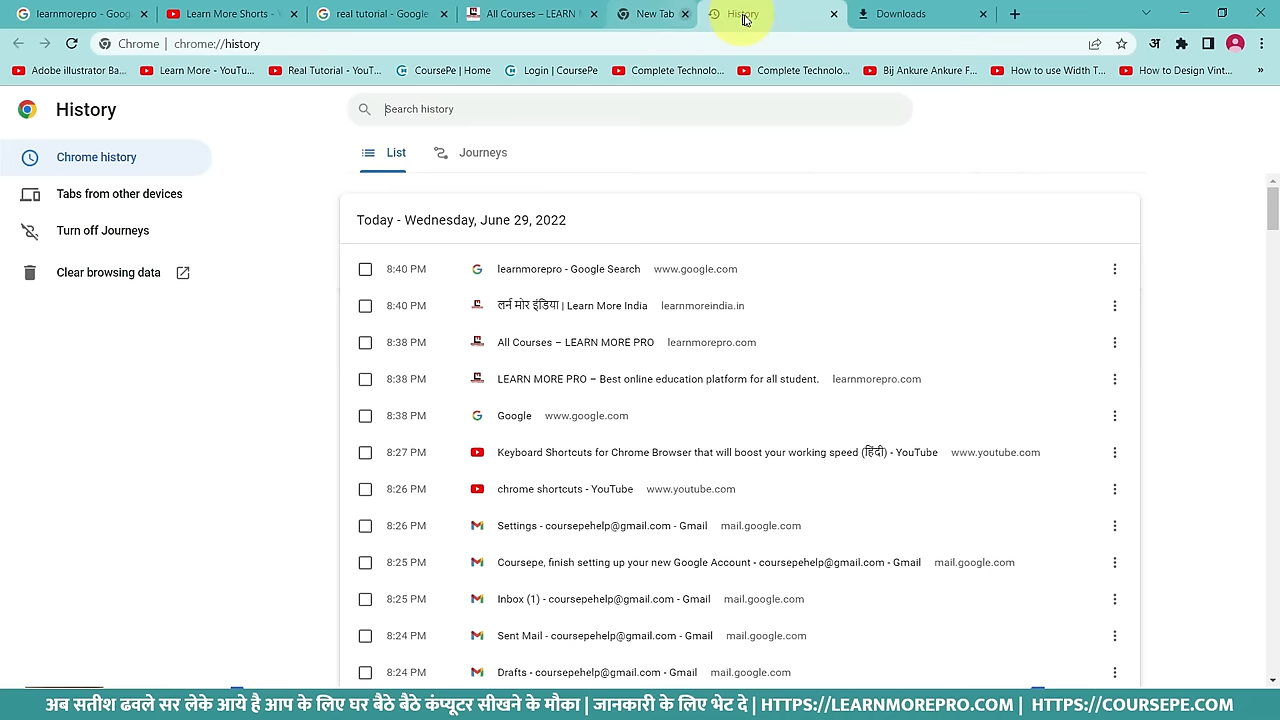 learnmorepro - Goog
Learn More Shorts -
real tutorial - Google
All Courses – LEARN
New Tab
History
Downloads
Chrome | chrome://history
अ
Adobe illustrator Ba...
Learn More - YouTu...
Real Tutorial - YouT...
CoursePe | Home
Login | CoursePe
Complete Technolo...
Complete Technolo...
Bij Ankure Ankure F...
How to use Width T...
How to Design Vint...
»
History
Search history
Chrome history
Tabs from other devices
Turn off Journeys
Clear browsing data
List
Journeys
Today - Wednesday, June 29, 2022
8:40 PM learnmorepro - Google Search www.google.com
8:40 PM लर्न मोर इंडिया | Learn More India learnmoreindia.in
8:38 PM All Courses – LEARN MORE PRO learnmorepro.com
8:38 PM LEARN MORE PRO – Best online education platform for all student. learnmorepro.com
8:38 PM Google www.google.com
8:27 PM Keyboard Shortcuts for Chrome Browser that will boost your working speed (हिंदी) - YouTube www.youtube.com
8:26 PM chrome shortcuts - YouTube www.youtube.com
8:26 PM Settings - coursepehelp@gmail.com - Gmail mail.google.com
8:25 PM Coursepe, finish setting up your new Google Account - coursepehelp@gmail.com - Gmail mail.google.com
8:25 PM Inbox (1) - coursepehelp@gmail.com - Gmail mail.google.com
8:24 PM Sent Mail - coursepehelp@gmail.com - Gmail mail.google.com
8:24 PM Drafts - coursepehelp@gmail.com - Gmail mail.google.com
अब सतीश ढवले सर लेके आये है आप के लिए घर बैठे बैठे कंप्यूटर सीखने के मौका | जानकारी के लिए भेट दे | HTTPS://LEARNMOREPRO.COM | HTTPS://COURSEPE.COM